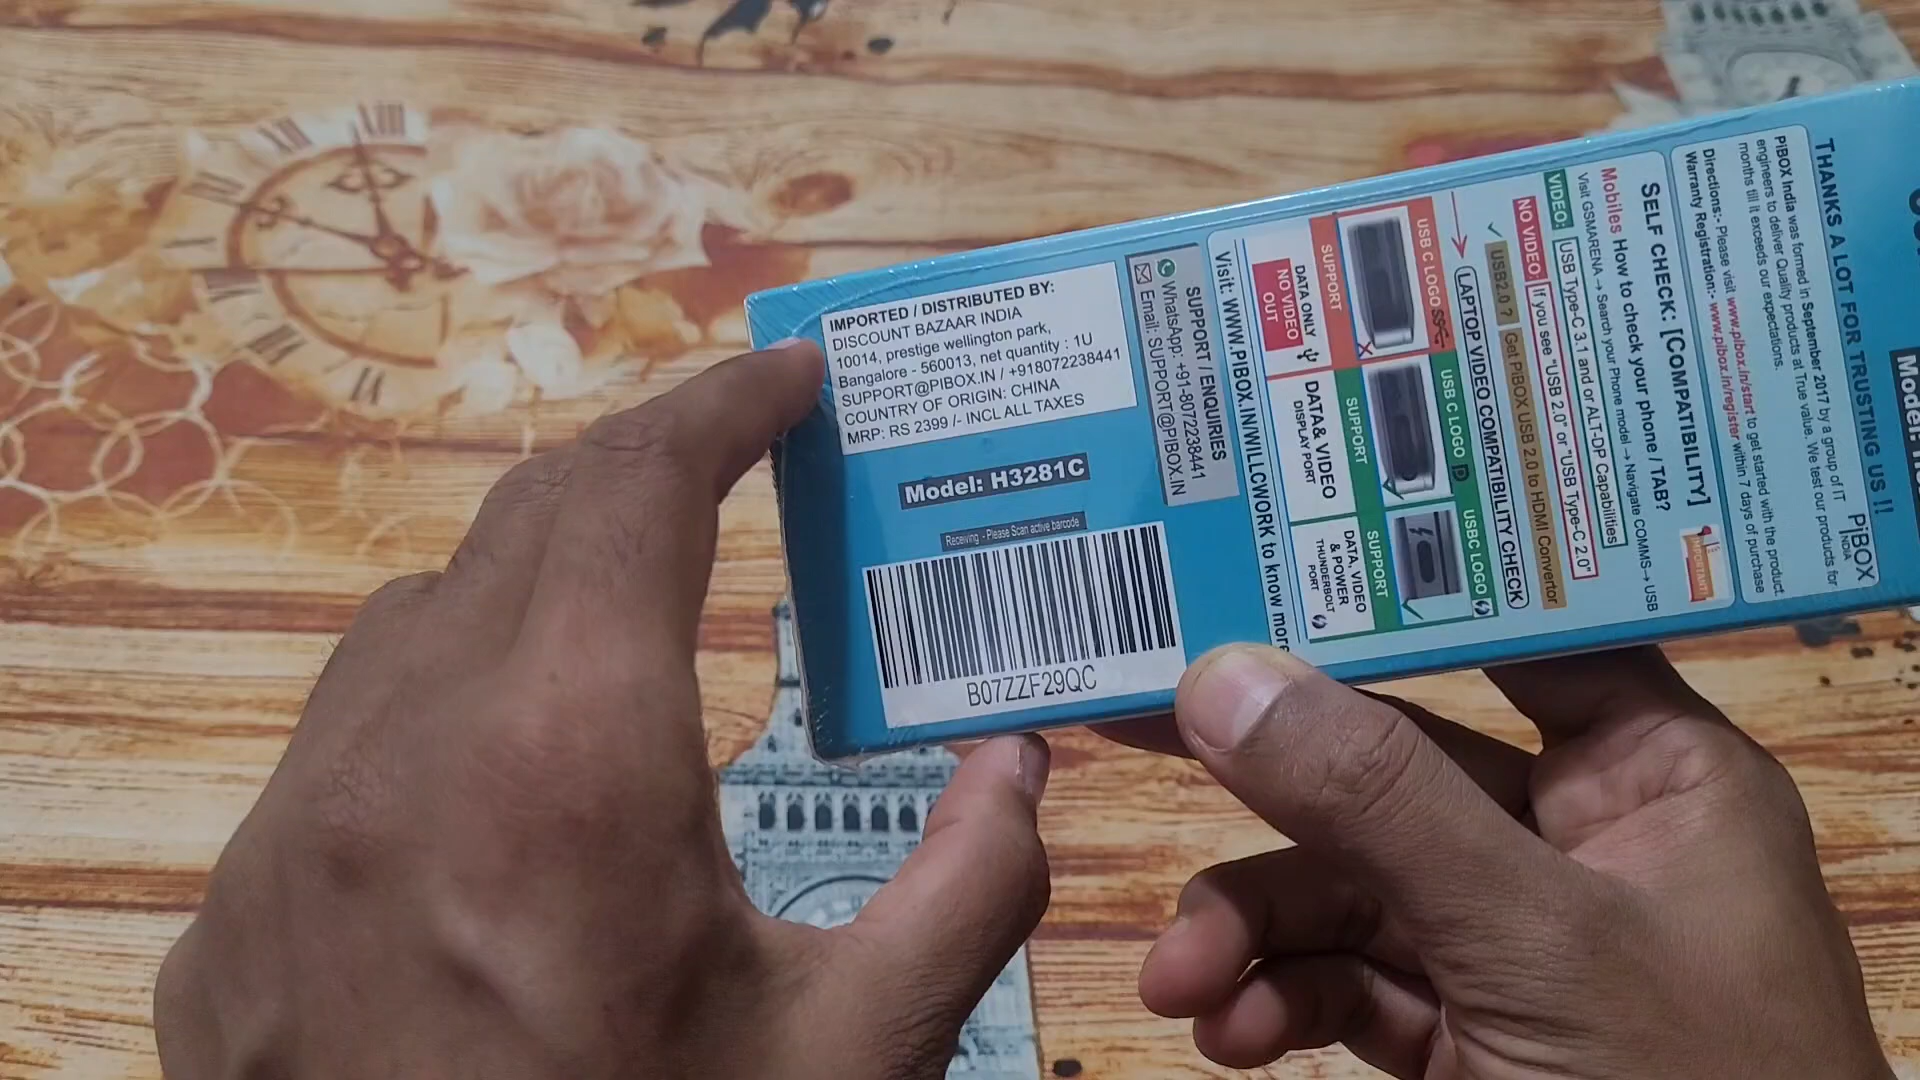 IMPORTED / DISTRIBUTED BY:
DISCOUNT BAZAAR INDIA
10014, prestige wellington park,
Bangalore - 560013, net quantity : 1U
SUPPORT@PIBOX.IN / +918072238441
COUNTRY OF ORIGIN: CHINA
MRP: RS 2399 /- INCL ALL TAXES
Model: H3281C
Receiving - Please Scan active barcode
B07ZZF29QC
SUPPORT / ENQUIRIES
WhatsApp: +91-8072238441
Email: SUPPORT@PIBOX.IN
THANKS A LOT FOR TRUSTING US !!
PiBOX
INDIA
PiBOX India was formed in September 2017 by a group of IT
engineers to deliver Quality products at True value. We test our products for
months till it exceeds our expectations.
Directions:- Please visit www.pibox.in/start to get started with the product
Warranty Registration:- www.pibox.in/register within 7 days of purchase
SELF CHECK: [COMPATIBILITY]
IMPORTANT!
Mobiles How to check your phone / TAB?
Visit GSMARENA → Search your Phone model → Navigate COMMS→ USB
VIDEO: USB Type-C 3.1 and or ALT-DP Capabilities
NO VIDEO: If you see "USB 2.0" or "USB Type-C 2.0"
USB2.0 ? Get PiBOX USB 2.0 to HDMI Convertor
LAPTOP VIDEO COMPATIBILITY CHECK
USB C LOGO SS
USB C LOGO D
USBC LOGO
SUPPORT
SUPPORT
SUPPORT
DATA ONLY
NO VIDEO
OUT
DATA& VIDEO
DISPLAY PORT
DATA, VIDEO
& POWER
THUNDERBOLT
PORT
Visit: WWW.PIBOX.IN/WILLCWORK to know more
Model: